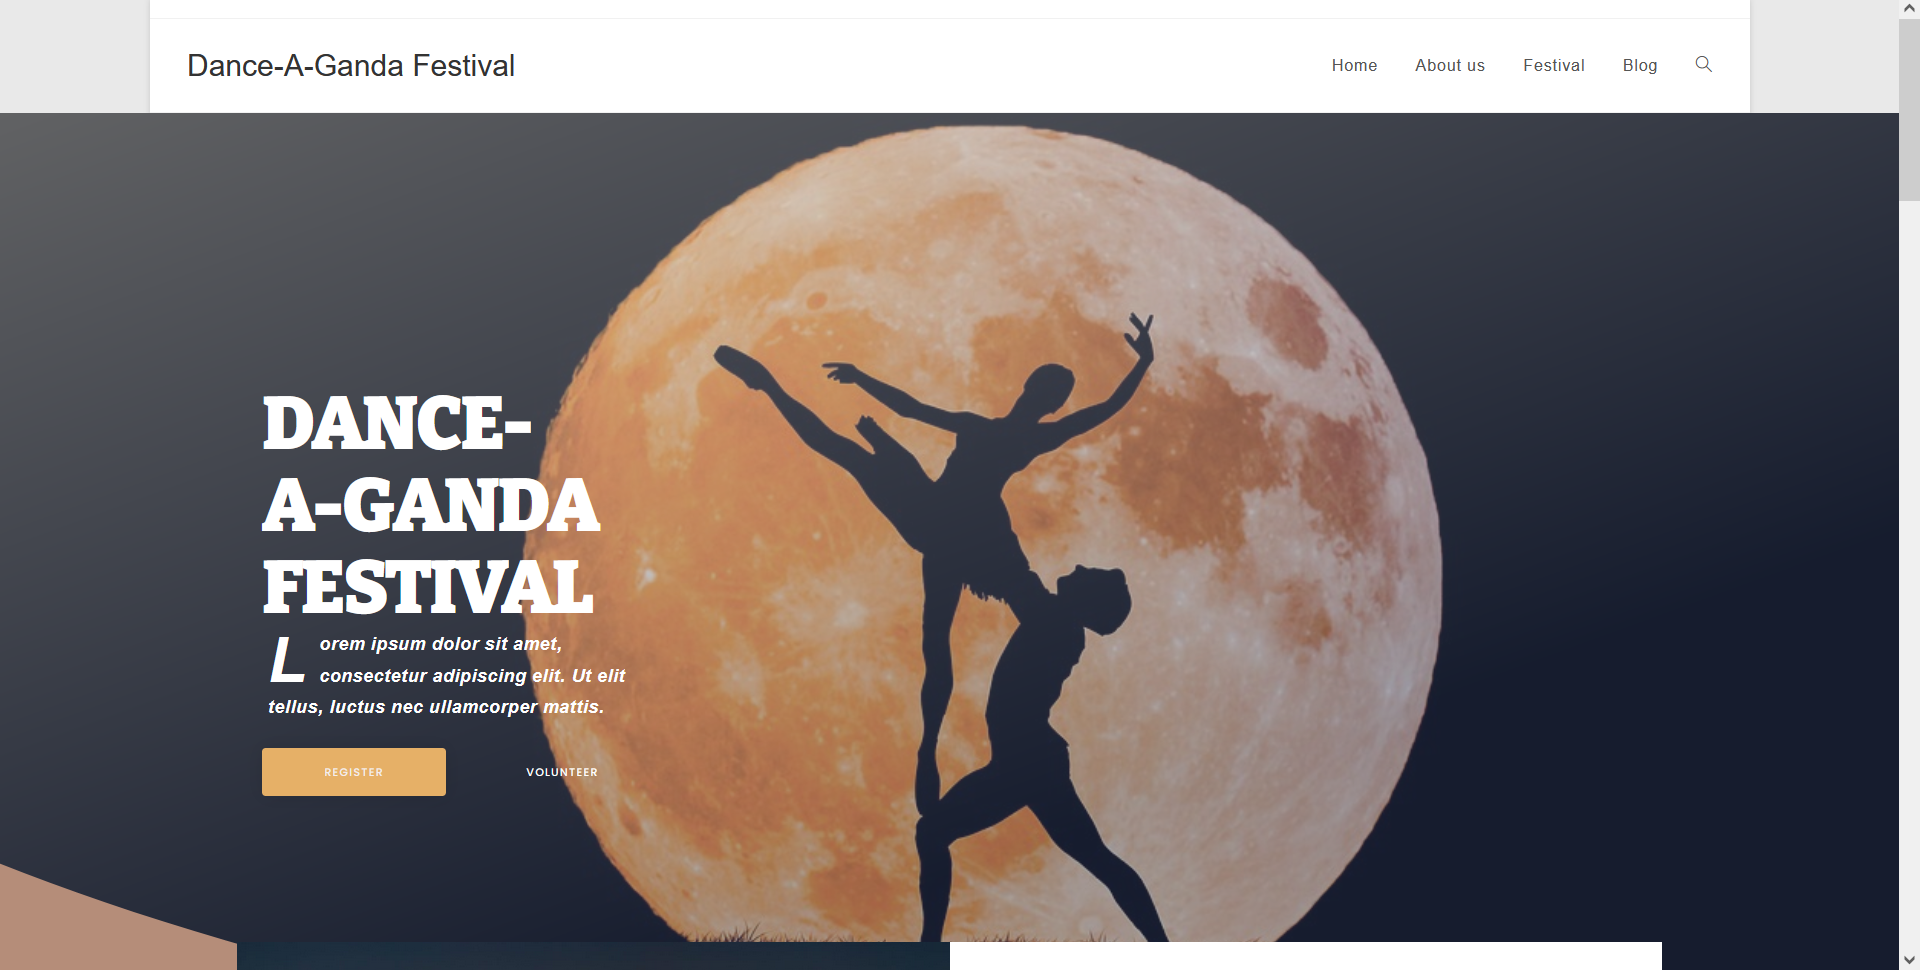 Dance-A-Ganda Festival
Home About us Festival Blog
DANCE-
A-GANDA
FESTIVAL
Lorem ipsum dolor sit amet,
consectetur adipiscing elit. Ut elit
tellus, luctus nec ullamcorper mattis.
REGISTER VOLUNTEER